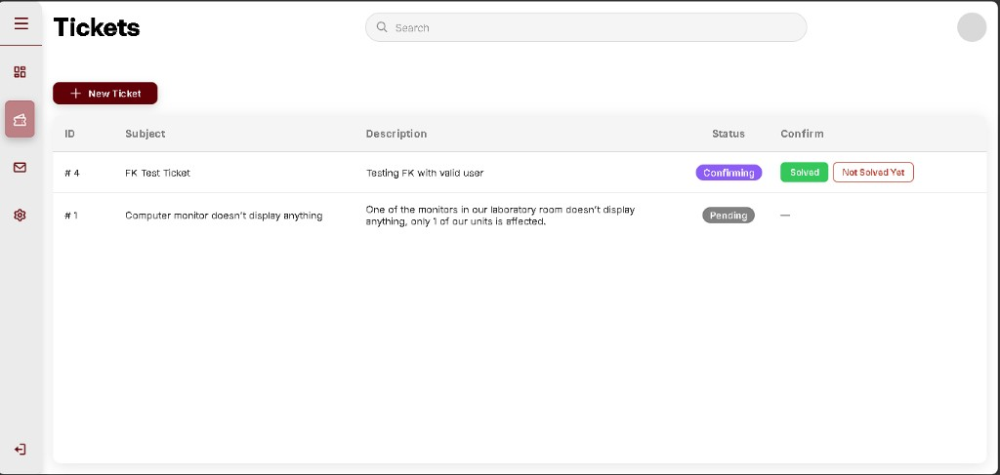 Tickets
Search
New Ticket
ID Subject Description Status Confirm
# 4 FK Test Ticket Testing FK with valid user Confirming Solved Not Solved Yet
# 1 Computer monitor doesn't display anything One of the monitors in our laboratory room doesn't display anything, only 1 of our units is affected. Pending —